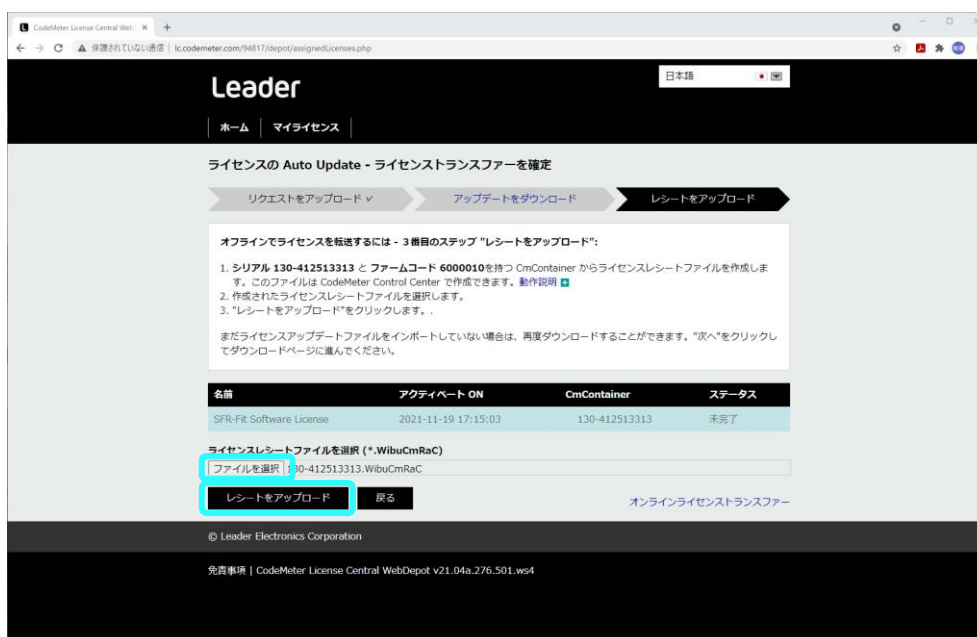 CodeMeter License Central Web
保護されていない通信 | lc.codemeter.com/94817/depot/assignedLicenses.php
Leader
日本語
ホーム | マイライセンス
ライセンスの Auto Update - ライセンストランスファーを確定
リクエストをアップロード ✓
アップデートをダウンロード
レシートをアップロード
オフラインでライセンスを転送するには - 3 番目のステップ "レシートをアップロード":
1. シリアル 130-412513313 と ファームコード 6000010を持つ CmContainer からライセンスレシートファイルを作成しま
す。このファイルは CodeMeter Control Center で作成できます。動作説明
2. 作成されたライセンスレシートファイルを選択します。
3. "レシートをアップロード"をクリックします。.
まだライセンスアップデートファイルをインポートしていない場合は、再度ダウンロードすることができます。"次へ"をクリックし
てダウンロードページに進んでください。
名前 アクティベート ON CmContainer ステータス
SFR-Fit Software License 2021-11-19 17:15:03 130-412513313 未完了
ライセンスレシートファイルを選択 (*.WibuCmRaC)
ファイルを選択 130-412513313.WibuCmRaC
レシートをアップロード 戻る オンラインライセンストランスファー
© Leader Electronics Corporation
免責事項 | CodeMeter License Central WebDepot v21.04a.276.501.ws4